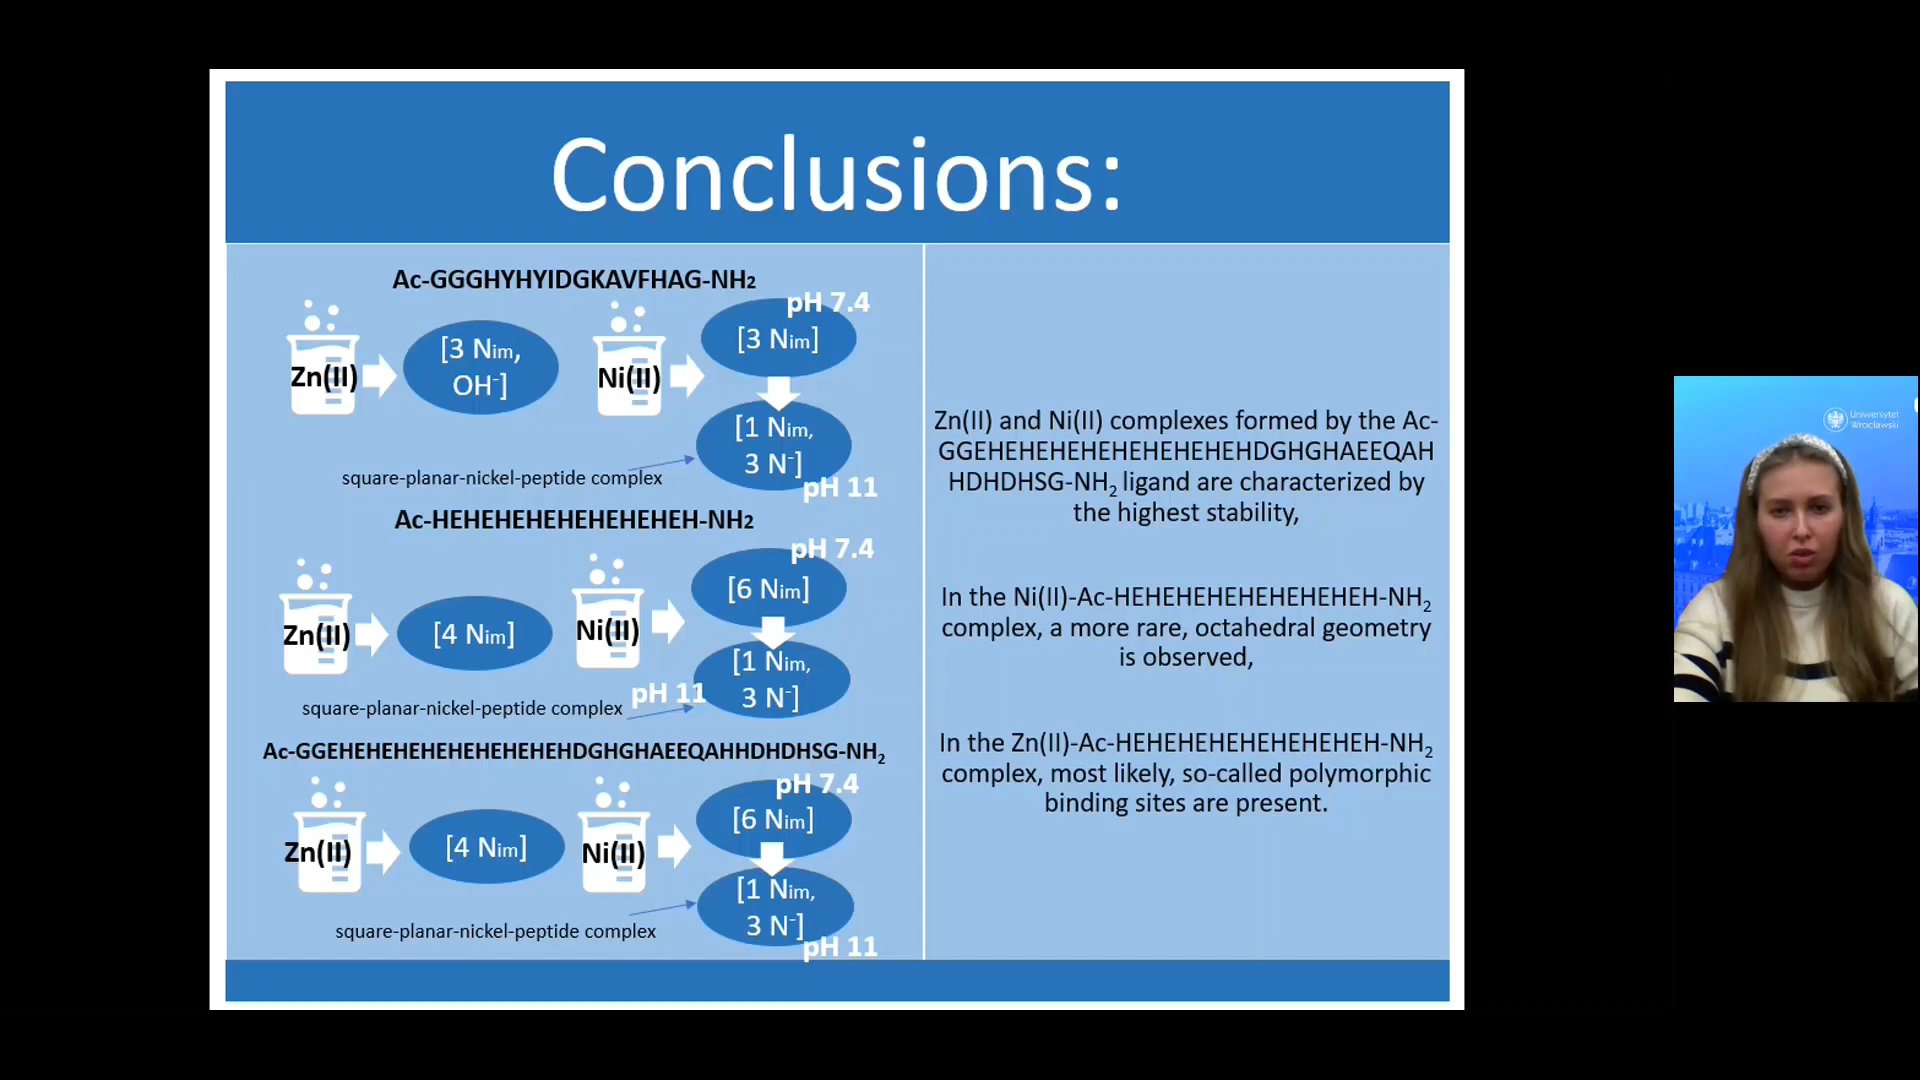 Conclusions:
Ac-GGGHYHYIDGKAVFHAG-NH2
Zn(II)
[3 Nim,
OH-]
Ni(II)
pH 7.4
[3 Nim]
[1 Nim,
3 N-]
pH 11
square-planar-nickel-peptide complex
Ac-HEHEHEHEHEHEHEHEH-NH2
Zn(II)
[4 Nim]
Ni(II)
pH 7.4
[6 Nim]
[1 Nim,
3 N-]
pH 11
square-planar-nickel-peptide complex
Ac-GGEHEHEHEHEHEHEHEHEHDGHGHAEEQAHHDHDHSG-NH2
Zn(II)
[4 Nim]
Ni(II)
pH 7.4
[6 Nim]
[1 Nim,
3 N-]
pH 11
square-planar-nickel-peptide complex
Zn(II) and Ni(II) complexes formed by the Ac-
GGEHEHEHEHEHEHEHEHEHDGHGHAEEQAH
HDHDHSG-NH2 ligand are characterized by
the highest stability,
In the Ni(II)-Ac-HEHEHEHEHEHEHEHEH-NH2
complex, a more rare, octahedral geometry
is observed,
In the Zn(II)-Ac-HEHEHEHEHEHEHEHEH-NH2
complex, most likely, so-called polymorphic
binding sites are present.
Uniwersytet
Wrocławski